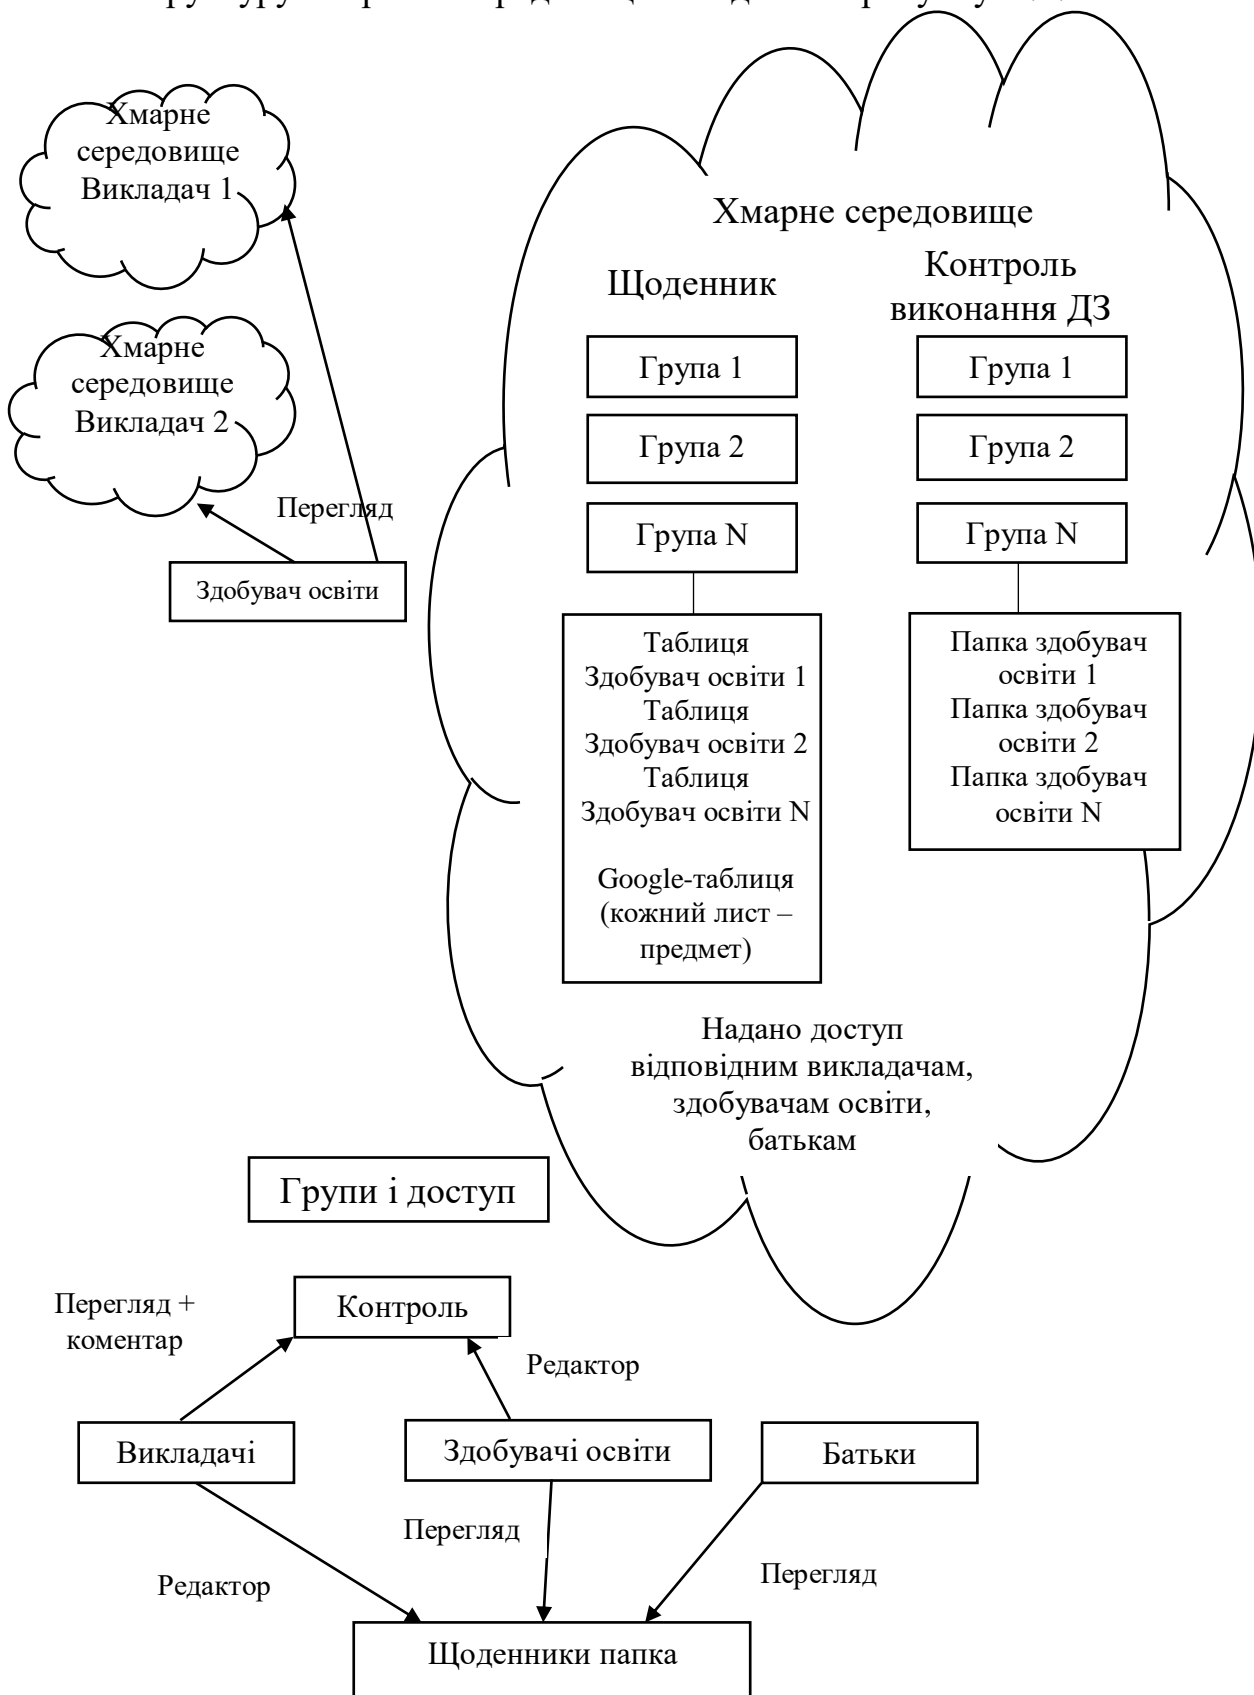 Хмарне
середовище
Викладач 1
Хмарне
середовище
Викладач 2
Перегляд
Здобувач освіти
Хмарне середовище
Щоденник
Контроль
виконання ДЗ
Група 1
Група 2
Група N
Група 1
Група 2
Група N
Таблиця
Здобувач освіти 1
Таблиця
Здобувач освіти 2
Таблиця
Здобувач освіти N
Google-таблиця
(кожний лист –
предмет)
Папка здобувач
освіти 1
Папка здобувач
освіти 2
Папка здобувач
освіти N
Надано доступ
відповідним викладачам,
здобувачам освіти,
батькам
Групи і доступ
Перегляд +
коментар
Контроль
Редактор
Викладачі
Здобувачі освіти
Батьки
Перегляд
Редактор
Перегляд
Щоденники папка